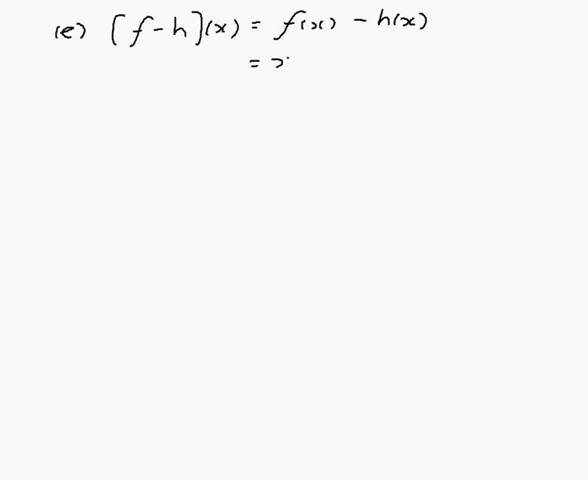 (e) [f-h](x) = f(x) - h(x)
=